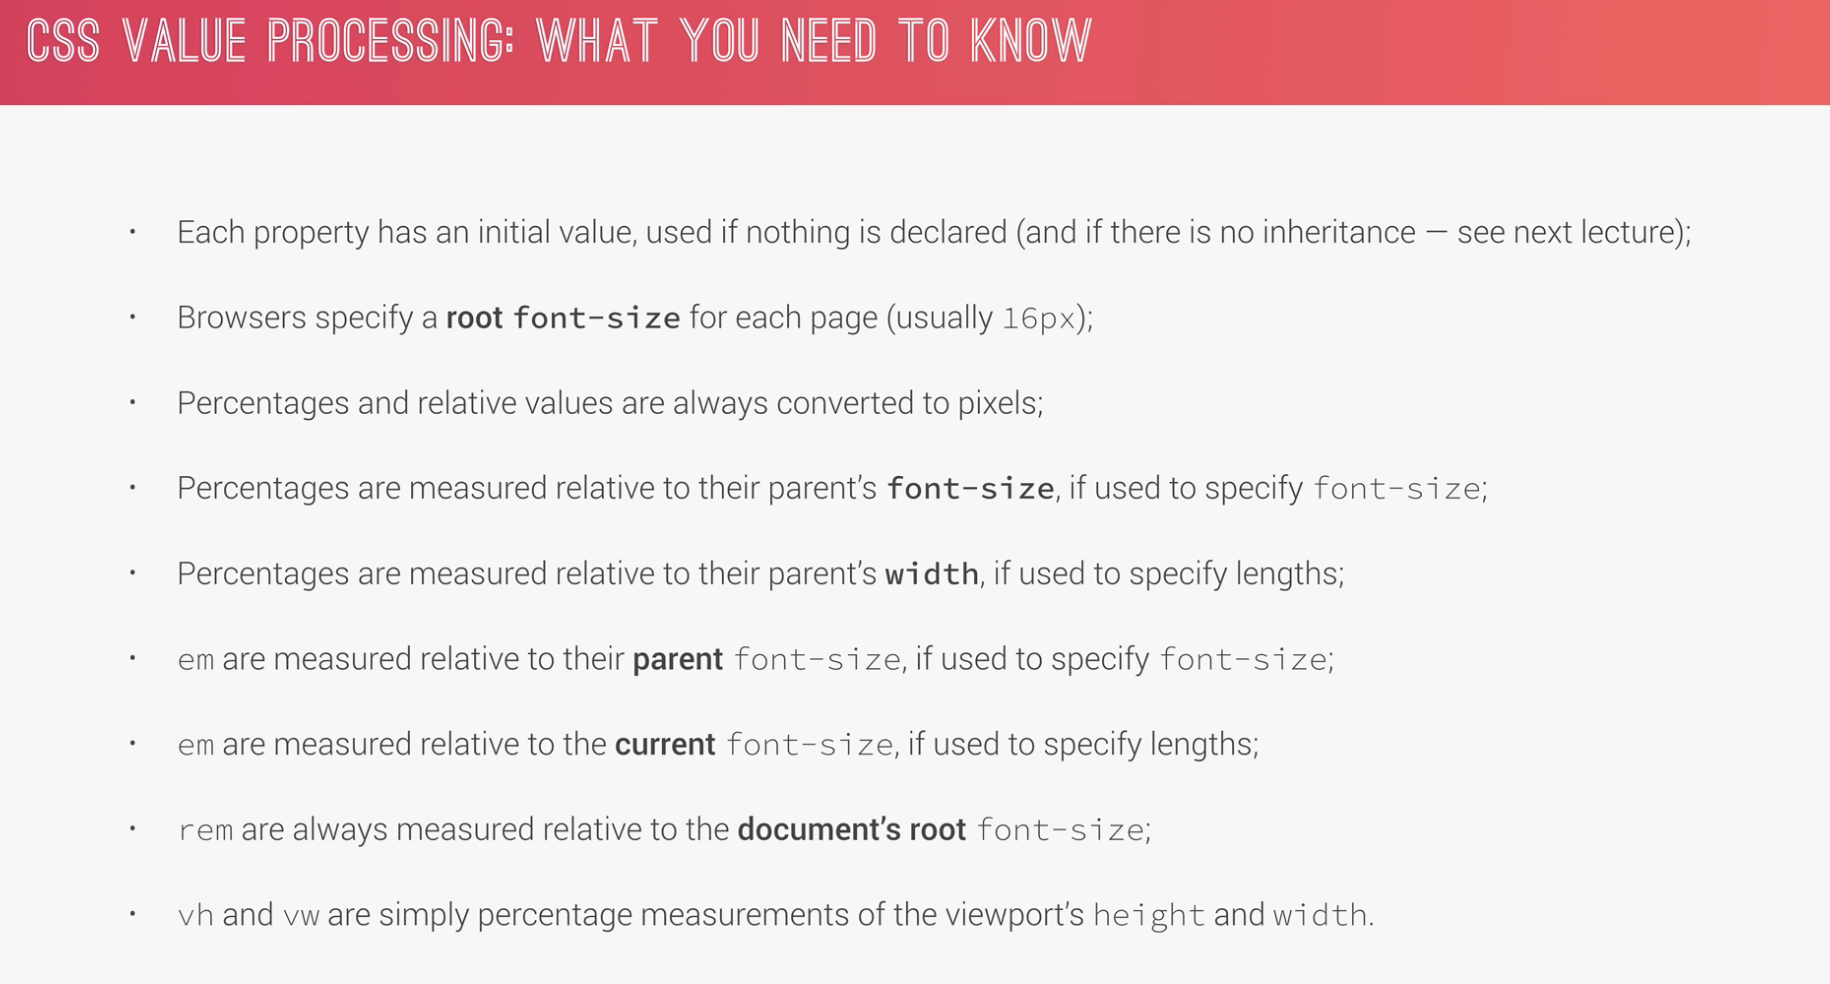 CSS VALUE PROCESSING: WHAT YOU NEED TO KNOW
• Each property has an initial value, used if nothing is declared (and if there is no inheritance — see next lecture);
• Browsers specify a root font-size for each page (usually 16px);
• Percentages and relative values are always converted to pixels;
• Percentages are measured relative to their parent’s font-size, if used to specify font-size;
• Percentages are measured relative to their parent’s width, if used to specify lengths;
• em are measured relative to their parent font-size, if used to specify font-size;
• em are measured relative to the current font-size, if used to specify lengths;
• rem are always measured relative to the document’s root font-size;
• vh and vw are simply percentage measurements of the viewport’s height and width.